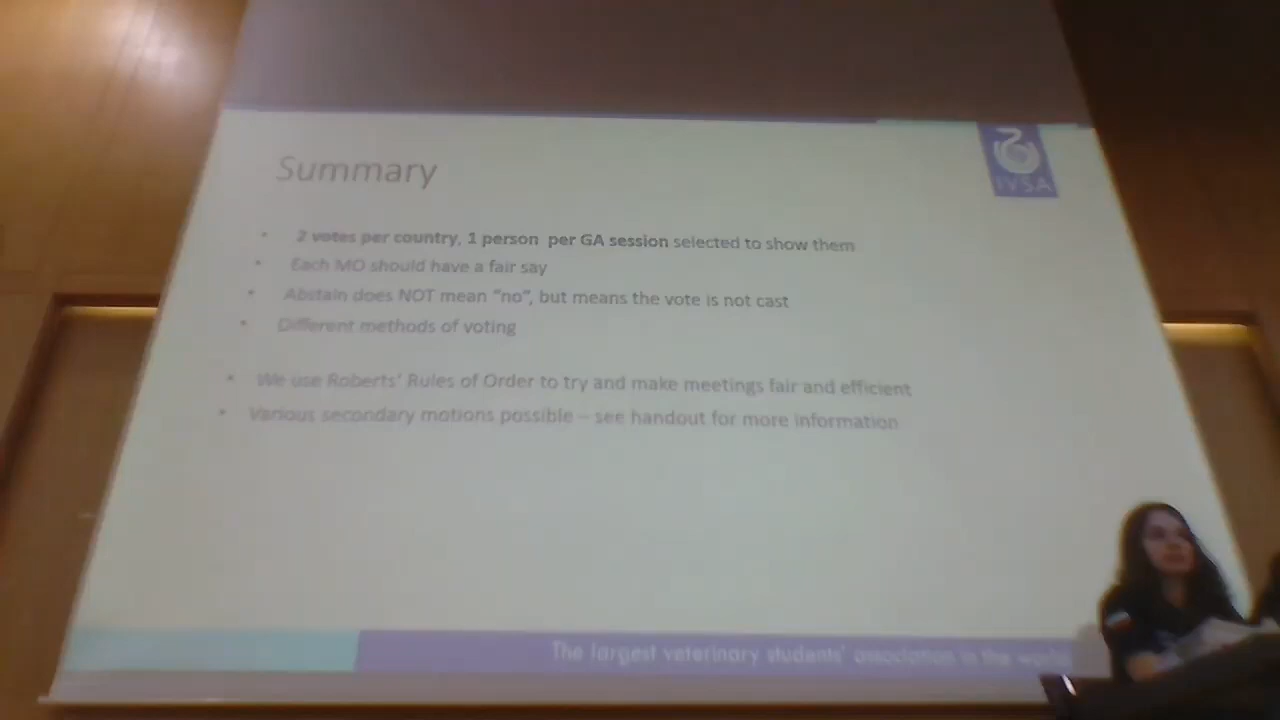 Summary
IVSA
• 2 votes per country, 1 person per GA session selected to show them
• Each MO should have a fair say
• Abstain does NOT mean "no", but means the vote is not cast
• Different methods of voting
• We use Roberts' Rules of Order to try and make meetings fair and efficient
• Various secondary motions possible – see handout for more information
The largest veterinary students' association in the world